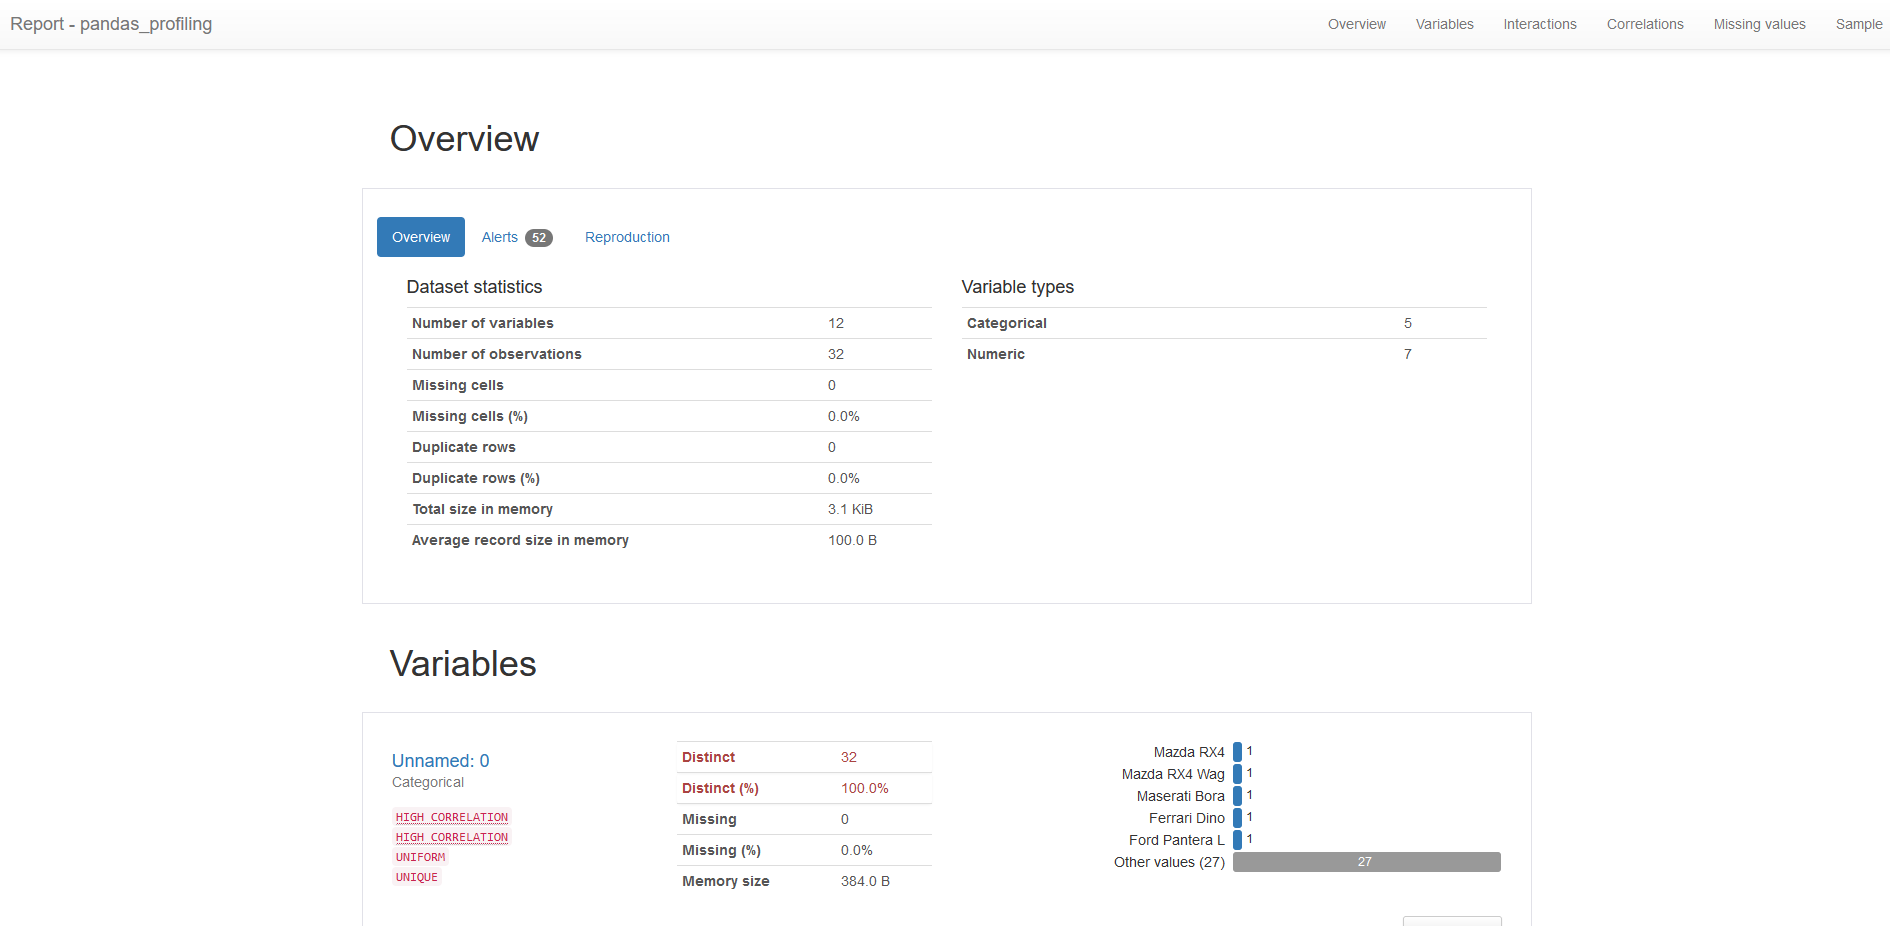 Report - pandas_profiling
Overview Variables Interactions Correlations Missing values Sample
Overview
Overview Alerts 52 Reproduction
Dataset statistics
Number of variables 12
Number of observations 32
Missing cells 0
Missing cells (%) 0.0%
Duplicate rows 0
Duplicate rows (%) 0.0%
Total size in memory 3.1 KiB
Average record size in memory 100.0 B
Variable types
Categorical 5
Numeric 7
Variables
Unnamed: 0
Categorical
HIGH CORRELATION
HIGH CORRELATION
UNIFORM
UNIQUE
Distinct 32
Distinct (%) 100.0%
Missing 0
Missing (%) 0.0%
Memory size 384.0 B
Mazda RX4 1
Mazda RX4 Wag 1
Maserati Bora 1
Ferrari Dino 1
Ford Pantera L 1
Other values (27) 27